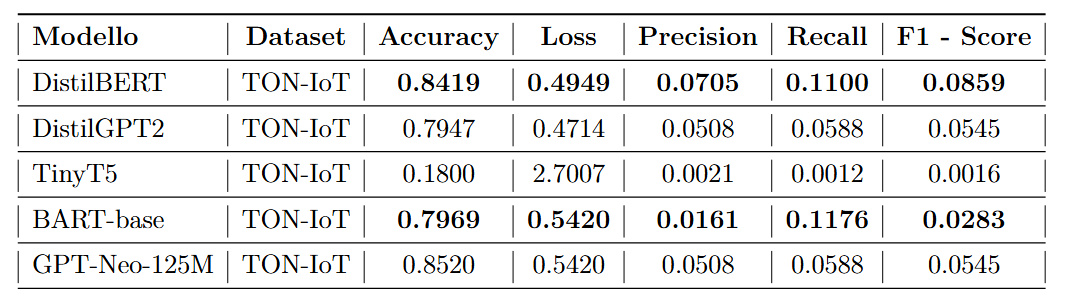 Modello Dataset Accuracy Loss Precision Recall F1 - Score
DistilBERT TON-IoT 0.8419 0.4949 0.0705 0.1100 0.0859
DistilGPT2 TON-IoT 0.7947 0.4714 0.0508 0.0588 0.0545
TinyT5 TON-IoT 0.1800 2.7007 0.0021 0.0012 0.0016
BART-base TON-IoT 0.7969 0.5420 0.0161 0.1176 0.0283
GPT-Neo-125M TON-IoT 0.8520 0.5420 0.0508 0.0588 0.0545